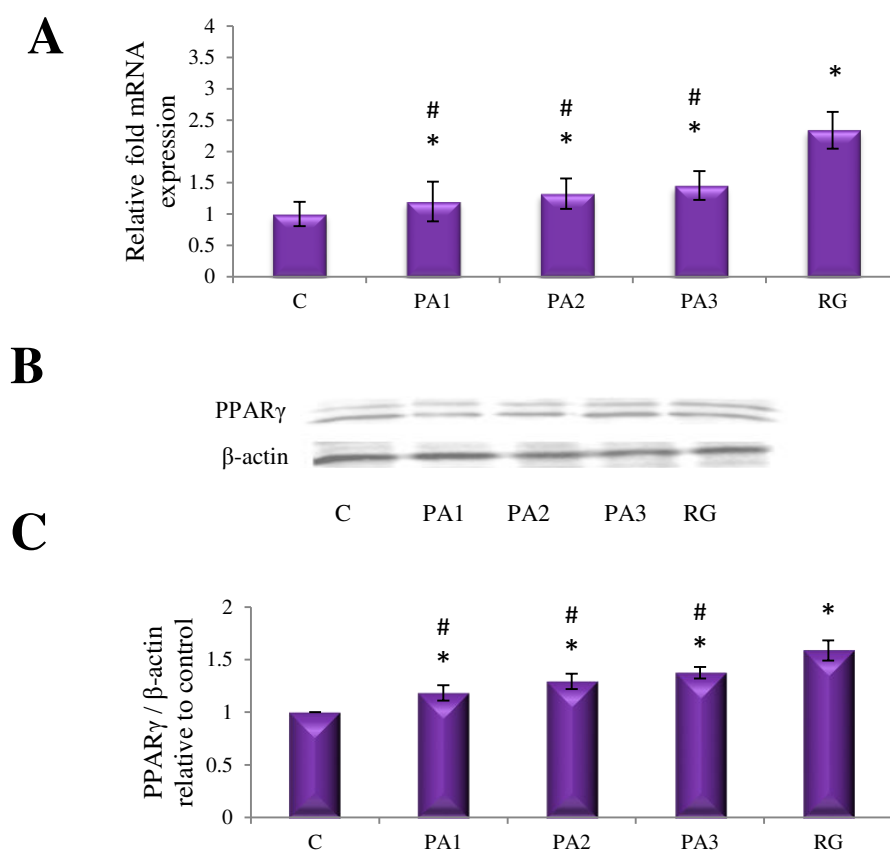 A
Relative fold mRNA
expression
4
3.5
3
2.5
2
1.5
1
0.5
0
# # # *
* * *
C PA1 PA2 PA3 RG
B
PPARγ
β-actin
C PA1 PA2 PA3 RG
C
PPARγ / β-actin
relative to control
2
1.5
1
0.5
0
# # # *
* * *
C PA1 PA2 PA3 RG